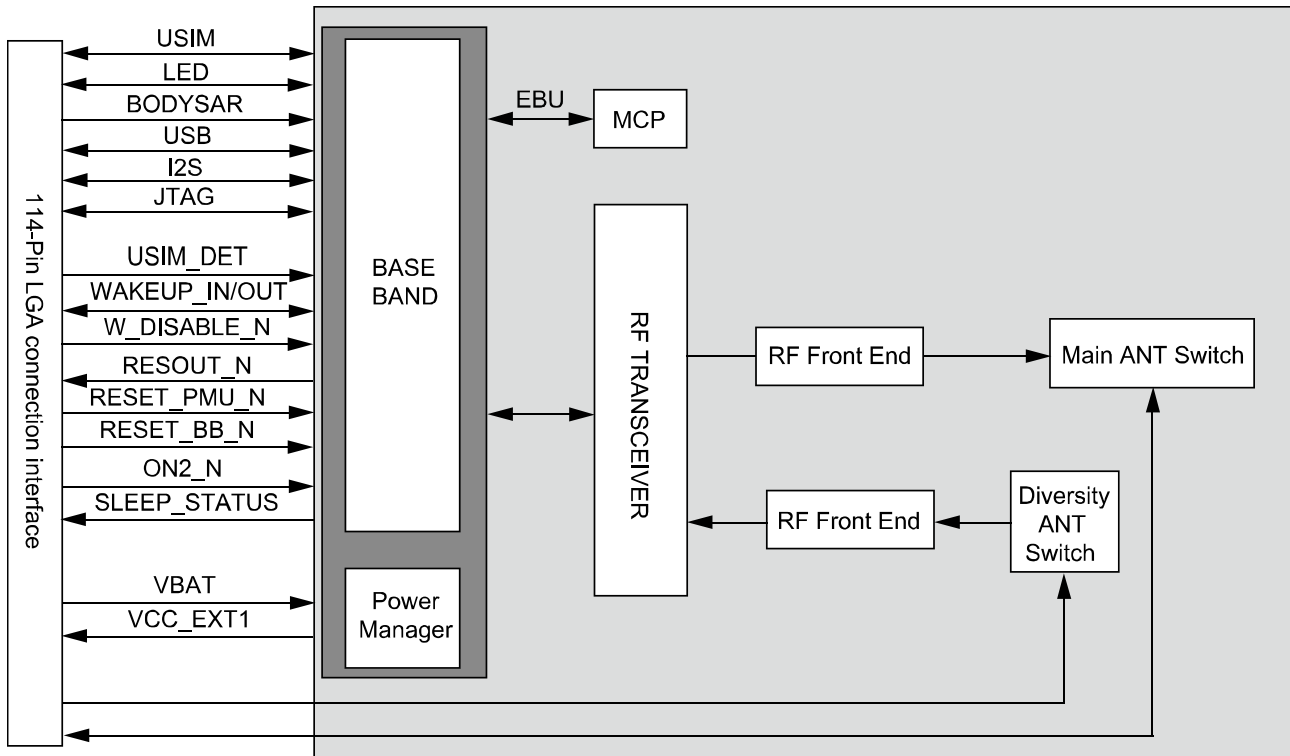 114-Pin LGA connection interface
USIM
LED
BODYSAR
USB
I2S
JTAG
USIM_DET
WAKEUP_IN/OUT
W_DISABLE_N
RESOUT_N
RESET_PMU_N
RESET_BB_N
ON2_N
SLEEP_STATUS
VBAT
VCC_EXT1
BASE
BAND
Power
Manager
EBU
MCP
RF TRANSCEIVER
RF Front End
Main ANT Switch
RF Front End
Diversity
ANT
Switch